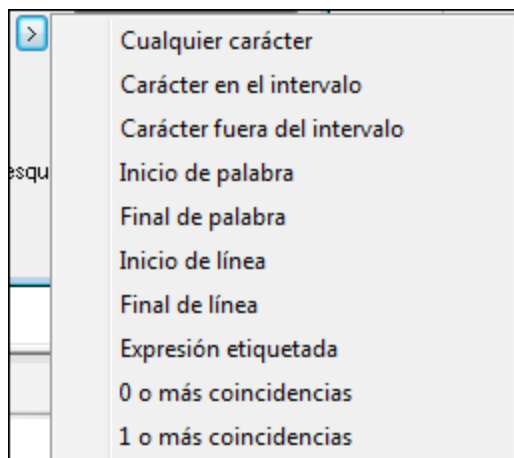 >
Cualquier carácter
Carácter en el intervalo
Carácter fuera del intervalo
esqu
Inicio de palabra
Final de palabra
Inicio de línea
Final de línea
Expresión etiquetada
0 o más coincidencias
1 o más coincidencias